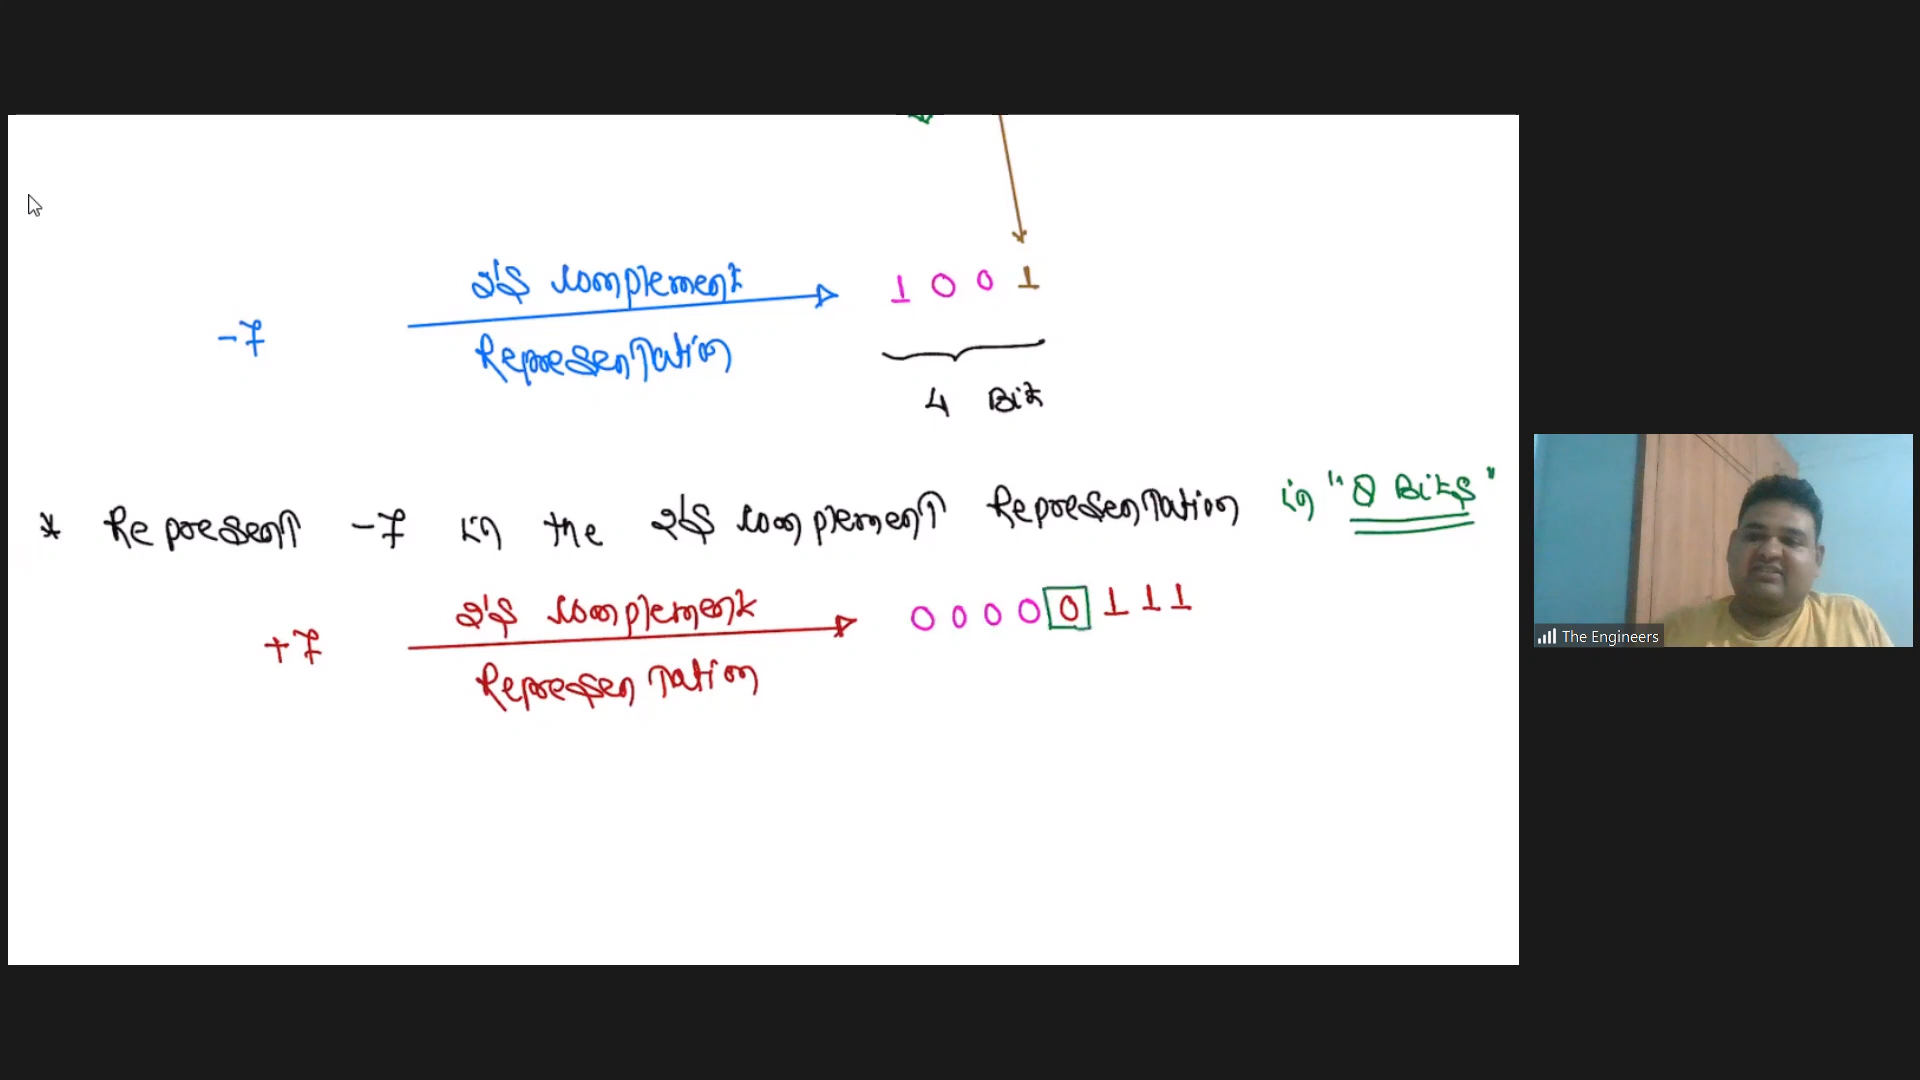 2's complement
-7
Representation
1 0 0 1
4 Bit
* Represent -7 in the 2's complement Representation in "8 Bits"
2's complement
+7
Representation
0 0 0 0 0 1 1 1
The Engineers